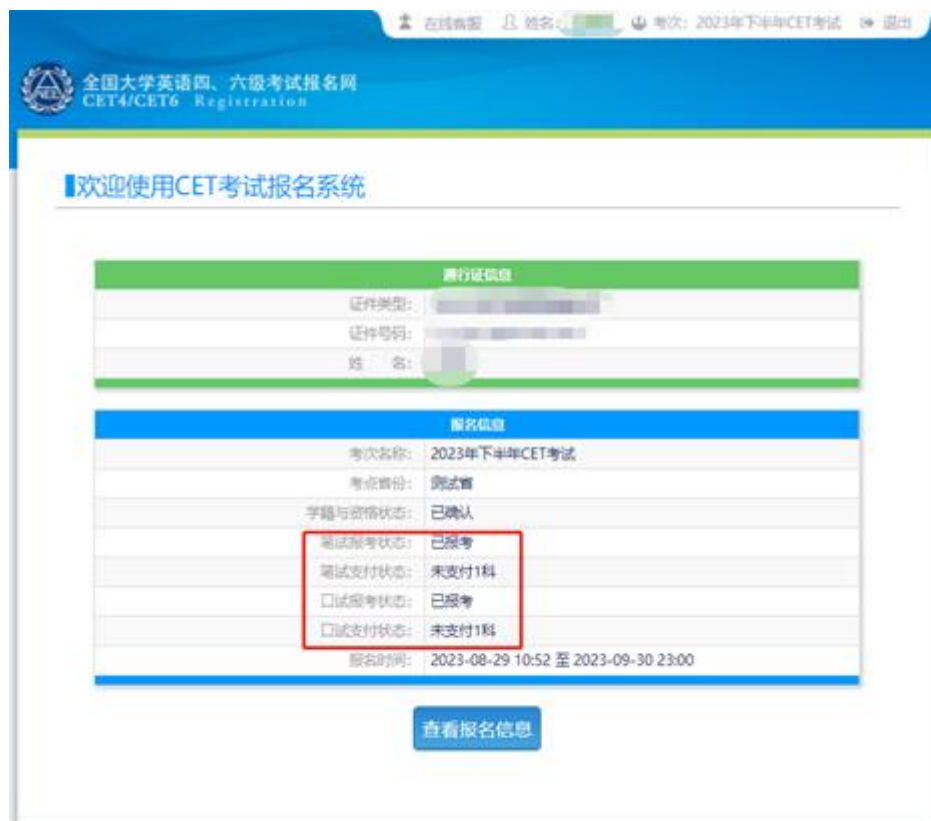 在线客服 姓名: 考次：2023年下半年CET考试 退出
全国大学英语四、六级考试报名网
CET4/CET6 Registration
欢迎使用CET考试报名系统
通行证信息
证件类型:
证件号码:
姓 名:
报名信息
考次名称: 2023年下半年CET考试
考点省份: 测试省
学籍与资格状态: 已确认
笔试报考状态: 已报考
笔试支付状态: 未支付1科
口试报考状态: 已报考
口试支付状态: 未支付1科
报名时间: 2023-08-29 10:52 至 2023-09-30 23:00
查看报名信息